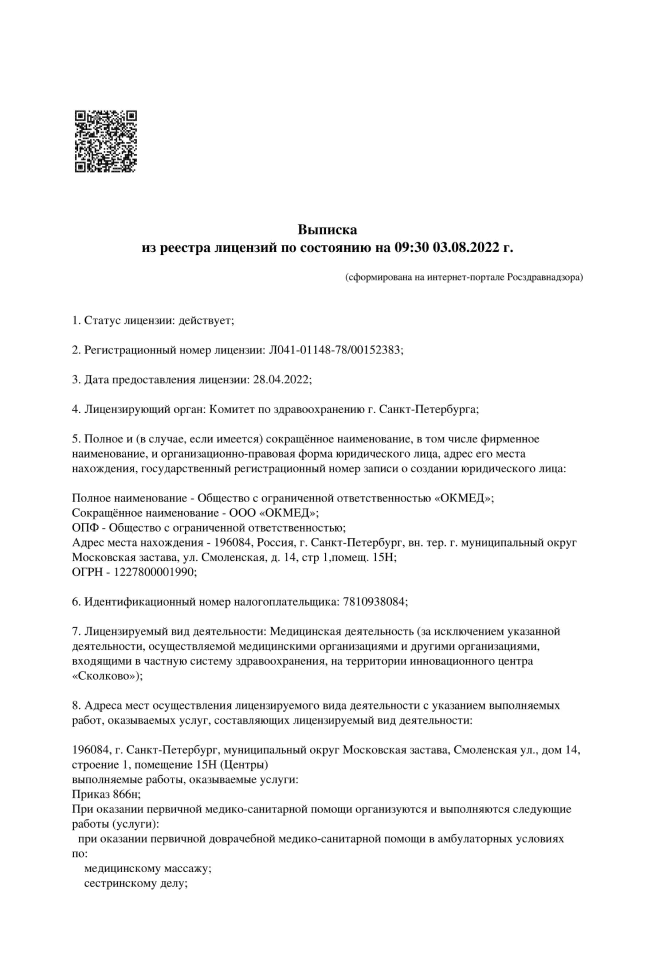 Выписка
из реестра лицензий по состоянию на 09:30 03.08.2022 г.
(сформирована на интернет-портале Росздравнадзора)
1. Статус лицензии: действует;
2. Регистрационный номер лицензии: Л041-01148-78/00152383;
3. Дата предоставления лицензии: 28.04.2022;
4. Лицензирующий орган: Комитет по здравоохранению г. Санкт-Петербурга;
5. Полное и (в случае, если имеется) сокращённое наименование, в том числе фирменное
наименование, и организационно-правовая форма юридического лица, адрес его места
нахождения, государственный регистрационный номер записи о создании юридического лица:
Полное наименование - Общество с ограниченной ответственностью «ОКМЕД»;
Сокращённое наименование - ООО «ОКМЕД»;
ОПФ - Общество с ограниченной ответственностью;
Адрес места нахождения - 196084, Россия, г. Санкт-Петербург, вн. тер. г. муниципальный округ
Московская застава, ул. Смоленская, д. 14, стр 1,помещ. 15Н;
ОГРН - 1227800001990;
6. Идентификационный номер налогоплательщика: 7810938084;
7. Лицензируемый вид деятельности: Медицинская деятельность (за исключением указанной
деятельности, осуществляемой медицинскими организациями и другими организациями,
входящими в частную систему здравоохранения, на территории инновационного центра
«Сколково»);
8. Адреса мест осуществления лицензируемого вида деятельности с указанием выполняемых
работ, оказываемых услуг, составляющих лицензируемый вид деятельности:
196084, г. Санкт-Петербург, муниципальный округ Московская застава, Смоленская ул., дом 14,
строение 1, помещение 15Н (Центры)
выполняемые работы, оказываемые услуги:
Приказ 866н;
При оказании первичной медико-санитарной помощи организуются и выполняются следующие
работы (услуги):
при оказании первичной доврачебной медико-санитарной помощи в амбулаторных условиях
по:
медицинскому массажу;
сестринскому делу;